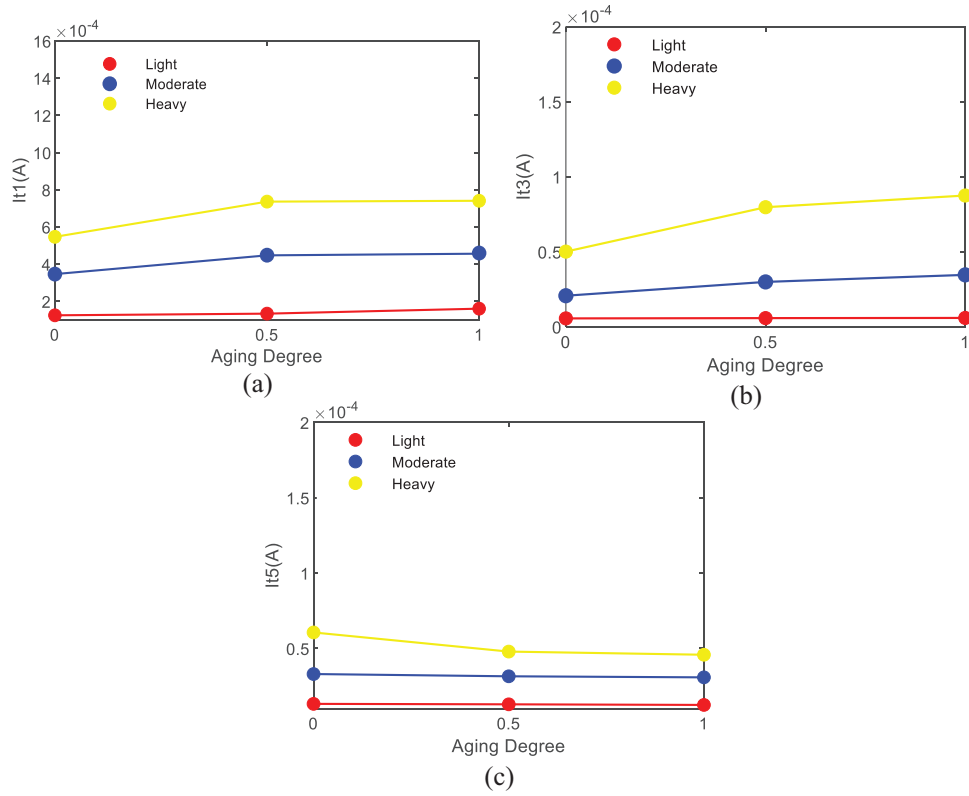 ×10-4
16
14
12
10
8
6
4
2
It1(A)
Light
Moderate
Heavy
0 0.5 1
Aging Degree
(a)
×10-4
2
1.5
1
0.5
0
It3(A)
Light
Moderate
Heavy
0 0.5 1
Aging Degree
(b)
×10-4
2
1.5
1
0.5
It5(A)
Light
Moderate
Heavy
0 0.5 1
Aging Degree
(c)